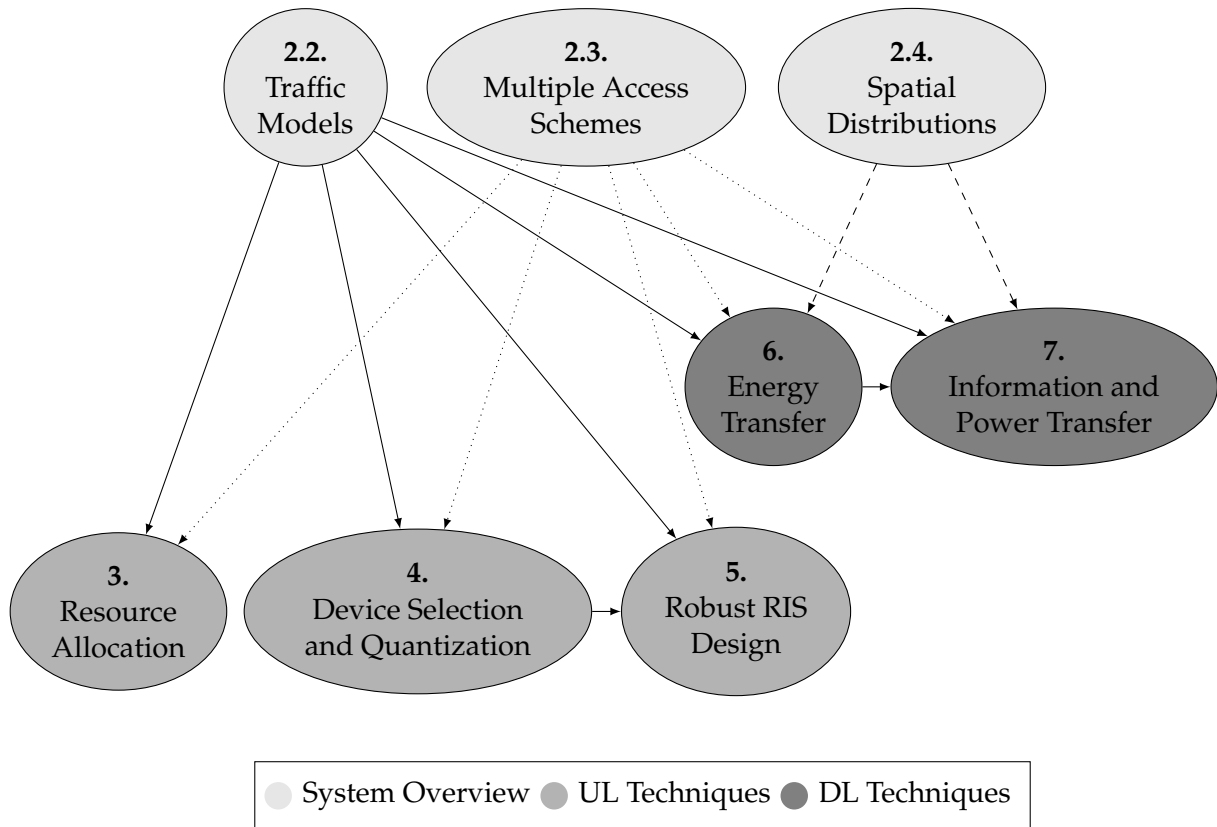 2.2.
Traffic
Models
2.3.
Multiple Access
Schemes
2.4.
Spatial
Distributions
6.
Energy
Transfer
7.
Information and
Power Transfer
3.
Resource
Allocation
4.
Device Selection
and Quantization
5.
Robust RIS
Design
System Overview
UL Techniques
DL Techniques